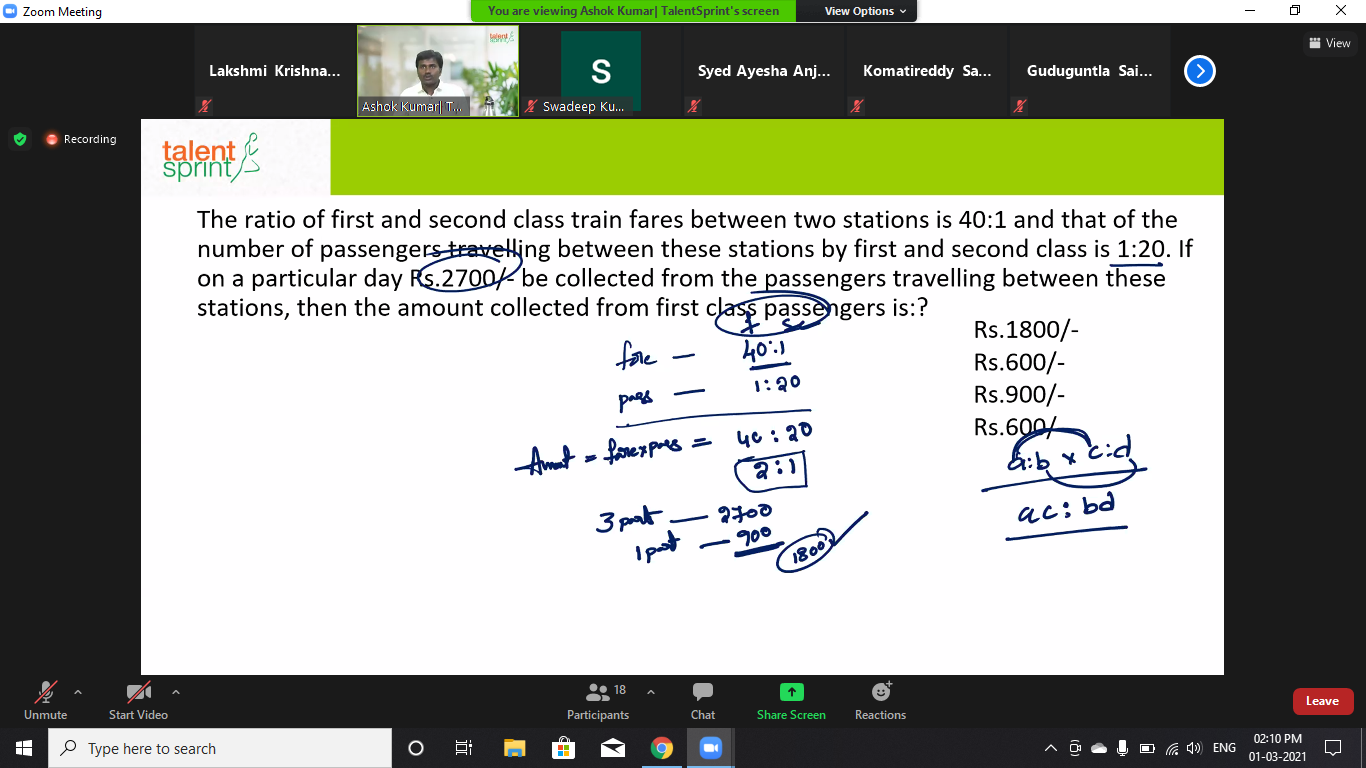 Zoom Meeting
You are viewing Ashok Kumar| TalentSprint's screen
View Options
Lakshmi Krishna...
talent
Ashok Kumar| T...
S
Swadeep Ku...
Syed Ayesha Anj...
Komatireddy Sa...
Guduguntla Sai...
View
Recording
talent
sprint
The ratio of first and second class train fares between two stations is 40:1 and that of the
number of passengers travelling between these stations by first and second class is 1:20. If
on a particular day Rs.2700/- be collected from the passengers travelling between these
stations, then the amount collected from first class passengers is:?
Rs.1800/-
Rs.600/-
Rs.900/-
Rs.600/
40:1
pass — 1:20
= =
2:1
3 part — 2700
1 part — 900
1800
a:b × c:d
ac:bd
Unmute
Start Video
18
Participants
Chat
Share Screen
Reactions
Leave
Type here to search
ENG
02:10 PM
01-03-2021